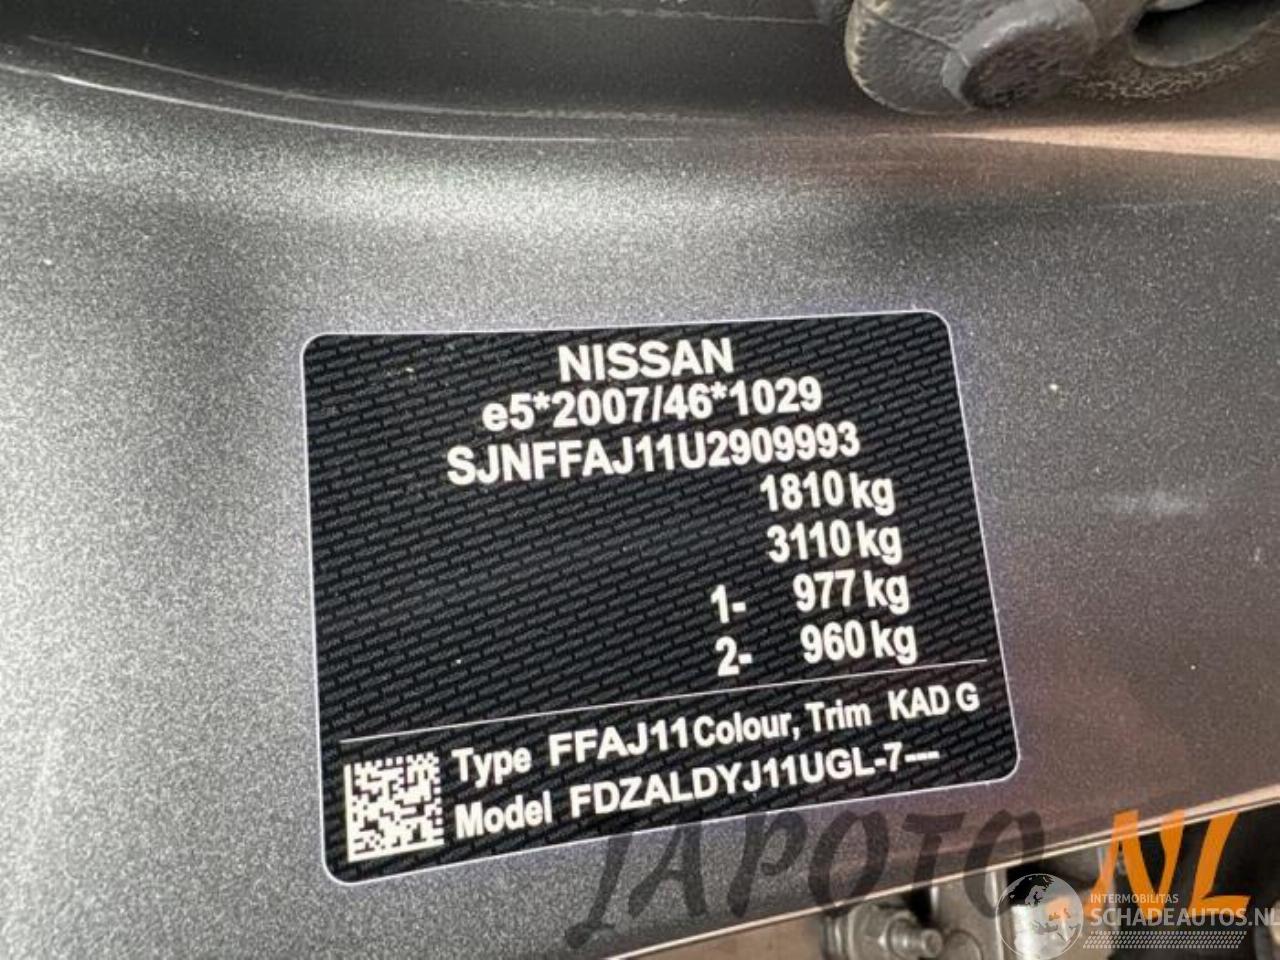 NISSAN
e5*2007/46*1029
SJNFFAJ11U2909993
1810 kg
3110 kg
1- 977 kg
2- 960 kg
Type FFAJ11 Colour, Trim KAD G
Model FDZALDYJ11UGL-7---
JAPOTO.NL
INTERMOBILITAS
SCHADEAUTOS.NL